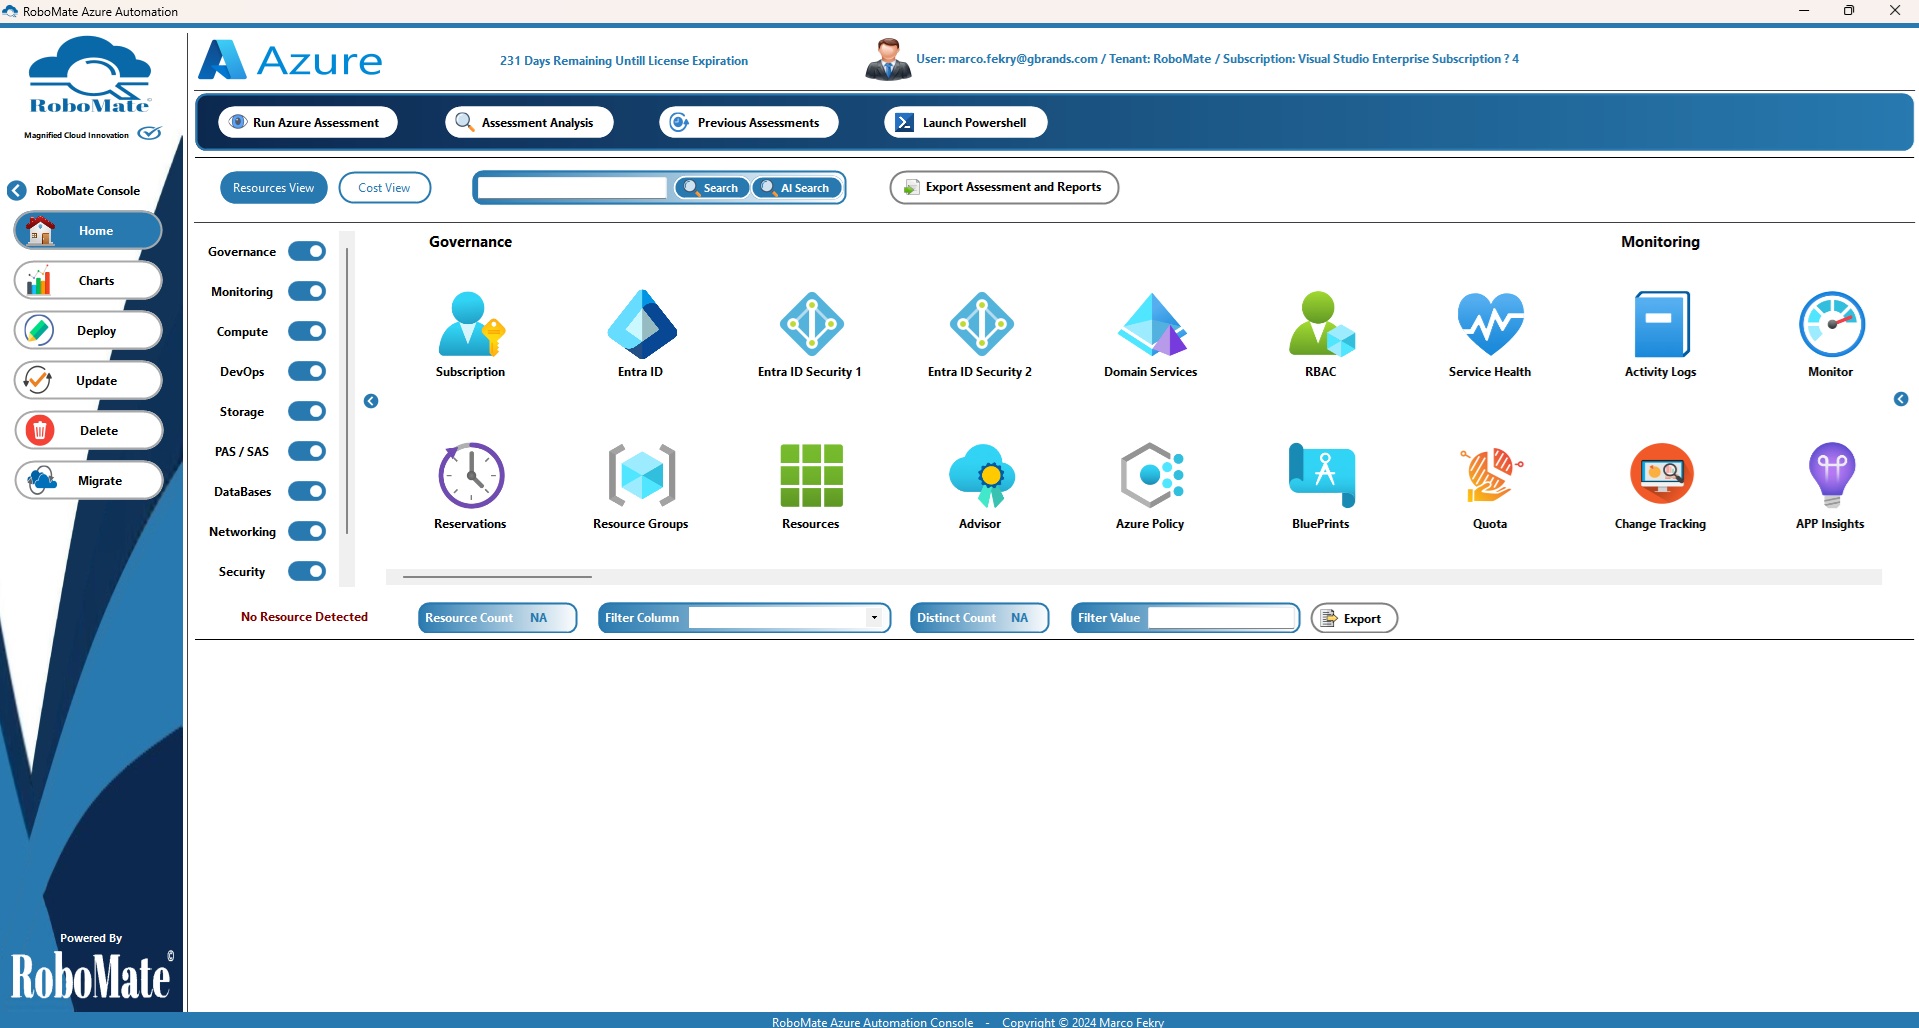 RoboMate Azure Automation
RoboMate
Magnified Cloud Innovation
RoboMate Console
Home
Charts
Deploy
Update
Delete
Migrate
Powered By
RoboMate ©
Azure
231 Days Remaining Untill License Expiration
User: marco.fekry@gbrands.com / Tenant: RoboMate / Subscription: Visual Studio Enterprise Subscription ? 4
Run Azure Assessment
Assessment Analysis
Previous Assessments
Launch Powershell
Resources View
Cost View
Search
AI Search
Export Assessment and Reports
Governance
Monitoring
Compute
DevOps
Storage
PAS / SAS
DataBases
Networking
Security
Governance
Monitoring
Subscription
Entra ID
Entra ID Security 1
Entra ID Security 2
Domain Services
RBAC
Service Health
Activity Logs
Monitor
Reservations
Resource Groups
Resources
Advisor
Azure Policy
BluePrints
Quota
Change Tracking
APP Insights
No Resource Detected
Resource Count NA
Filter Column
Distinct Count NA
Filter Value
Export
RoboMate Azure Automation Console - Copyright © 2024 Marco Fekry